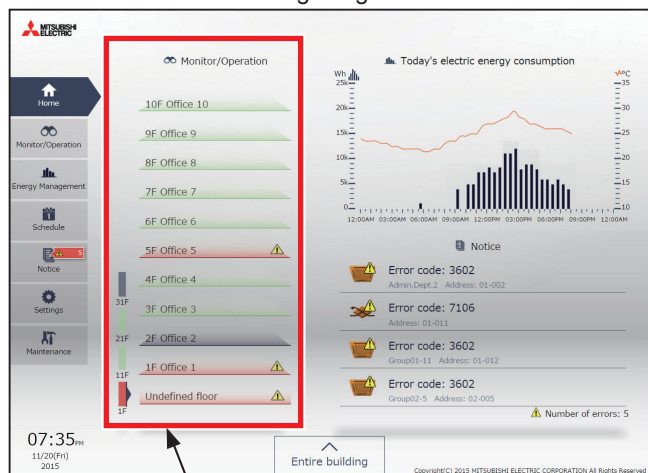 MITSUBISHI
ELECTRIC
Home
Monitor/Operation
Energy Management
Schedule
5
Notice
Settings
Maintenance
07:35PM
11/20(Fri)
2015
Monitor/Operation
10F Office 10
9F Office 9
8F Office 8
7F Office 7
6F Office 6
5F Office 5
4F Office 4
31F
3F Office 3
21F
2F Office 2
11F
1F Office 1
1F
Undefined floor
Today's electric energy consumption
Wh
°C
25k
35
20k
30
15k
25
10k
20
5k
15
0
10
12:00AM 03:00AM 06:00AM 09:00AM 12:00PM 03:00PM 06:00PM 09:00PM 12:00AM
Notice
Error code: 3602
Admin.Dept.2 Address: 01-002
Error code: 7106
Address: 01-011
Error code: 3602
Group01-11 Address: 01-012
Error code: 3602
Group02-5 Address: 02-005
Number of errors: 5
Entire building
Copyright(C) 2015 MITSUBISHI ELECTRIC CORPORATION All Rights Reserved